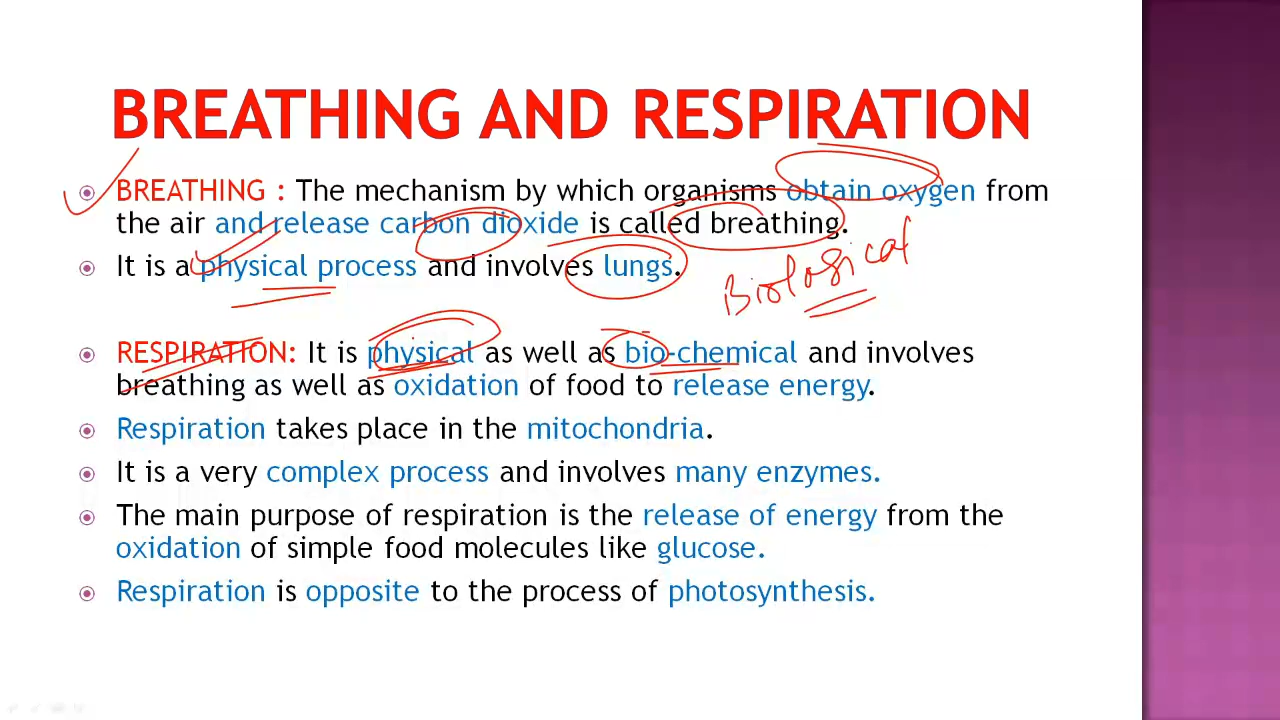 BREATHING AND RESPIRATION
BREATHING : The mechanism by which organisms obtain oxygen from
the air and release carbon dioxide is called breathing.
It is a physical process and involves lungs.
Biological
RESPIRATION: It is physical as well as bio-chemical and involves
breathing as well as oxidation of food to release energy.
Respiration takes place in the mitochondria.
It is a very complex process and involves many enzymes.
The main purpose of respiration is the release of energy from the
oxidation of simple food molecules like glucose.
Respiration is opposite to the process of photosynthesis.